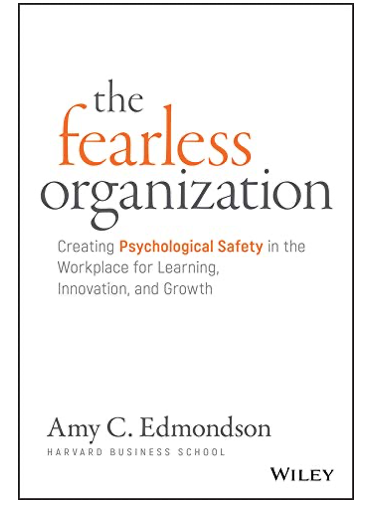 the
fearless
organization
Creating Psychological Safety in the
Workplace for Learning,
Innovation, and Growth
Amy C. Edmondson
HARVARD BUSINESS SCHOOL
WILEY